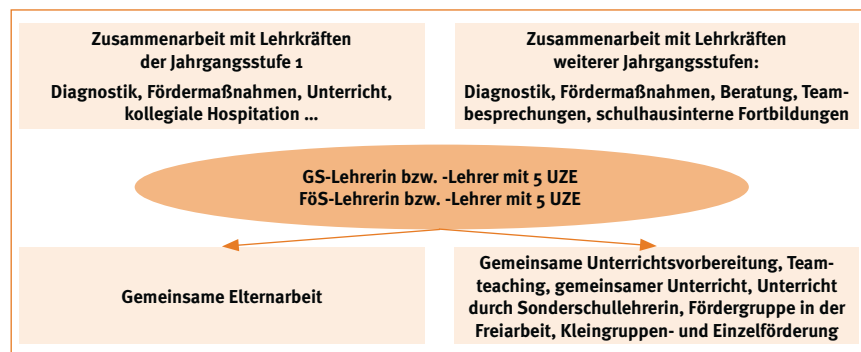 Zusammenarbeit mit Lehrkräften
der Jahrgangsstufe 1
Diagnostik, Fördermaßnahmen, Unterricht,
kollegiale Hospitation ...
Zusammenarbeit mit Lehrkräften
weiterer Jahrgangsstufen:
Diagnostik, Fördermaßnahmen, Beratung, Team-
besprechungen, schulhausinterne Fortbildungen
GS-Lehrerin bzw. -Lehrer mit 5 UZE
FöS-Lehrerin bzw. -Lehrer mit 5 UZE
Gemeinsame Elternarbeit
Gemeinsame Unterrichtsvorbereitung, Team-
teaching, gemeinsamer Unterricht, Unterricht
durch Sonderschullehrerin, Fördergruppe in der
Freiarbeit, Kleingruppen- und Einzelförderung